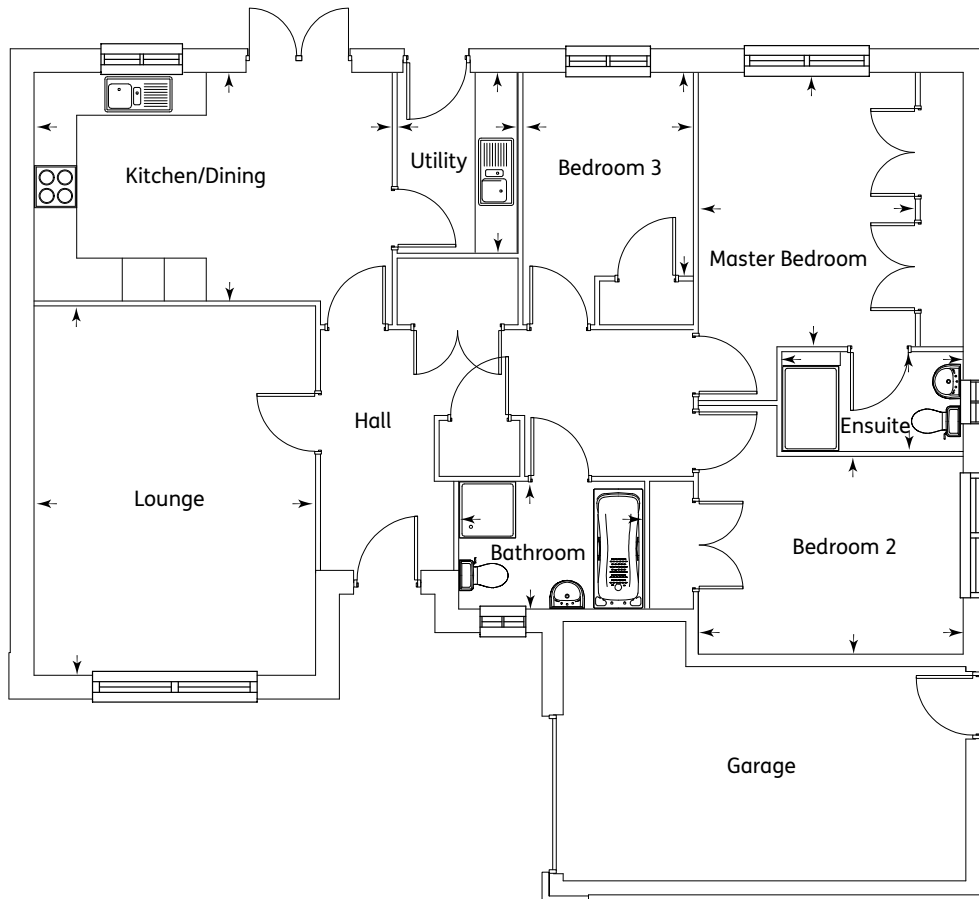 Kitchen/Dining
Utility
Bedroom 3
Master Bedroom
Hall
Ensuite
Lounge
Bathroom
Bedroom 2
Garage